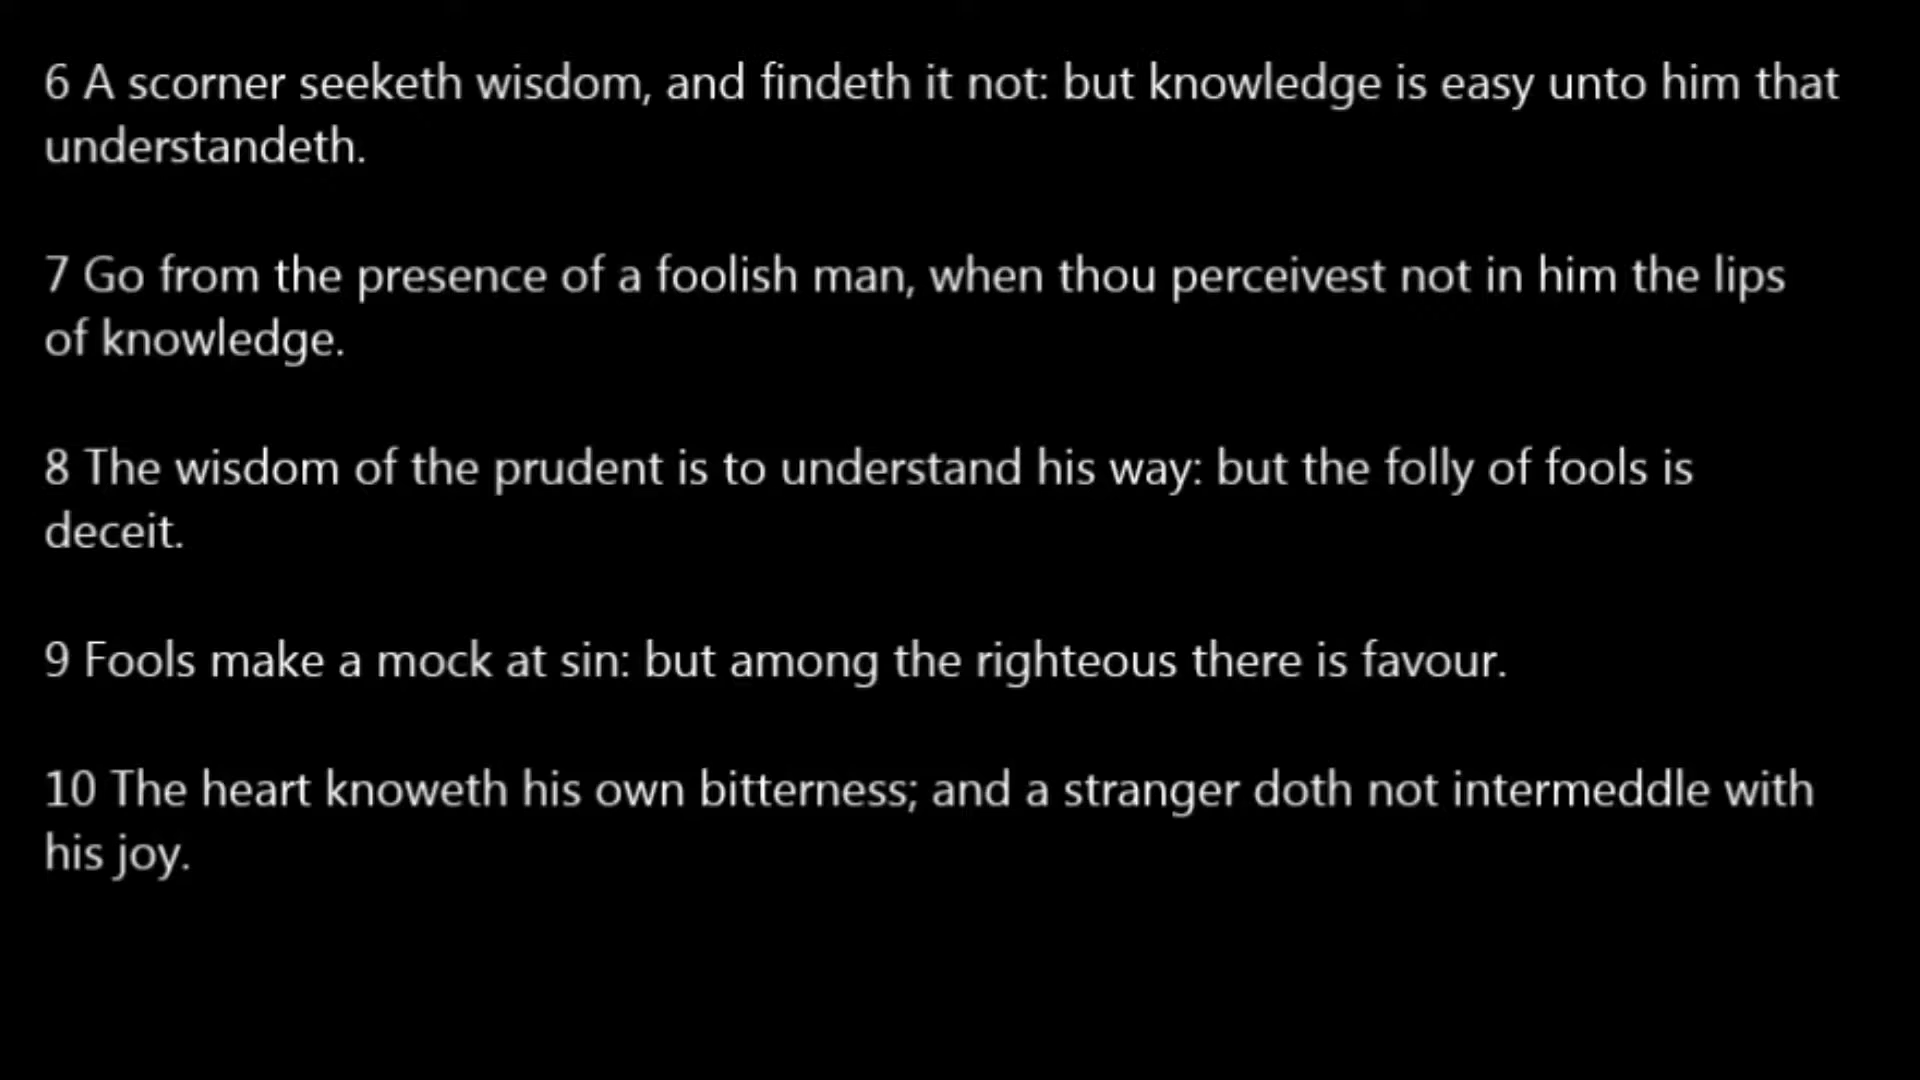 6 A scorner seeketh wisdom, and findeth it not: but knowledge is easy unto him that
understandeth.
7 Go from the presence of a foolish man, when thou perceivest not in him the lips
of knowledge.
8 The wisdom of the prudent is to understand his way: but the folly of fools is
deceit.
9 Fools make a mock at sin: but among the righteous there is favour.
10 The heart knoweth his own bitterness; and a stranger doth not intermeddle with
his joy.